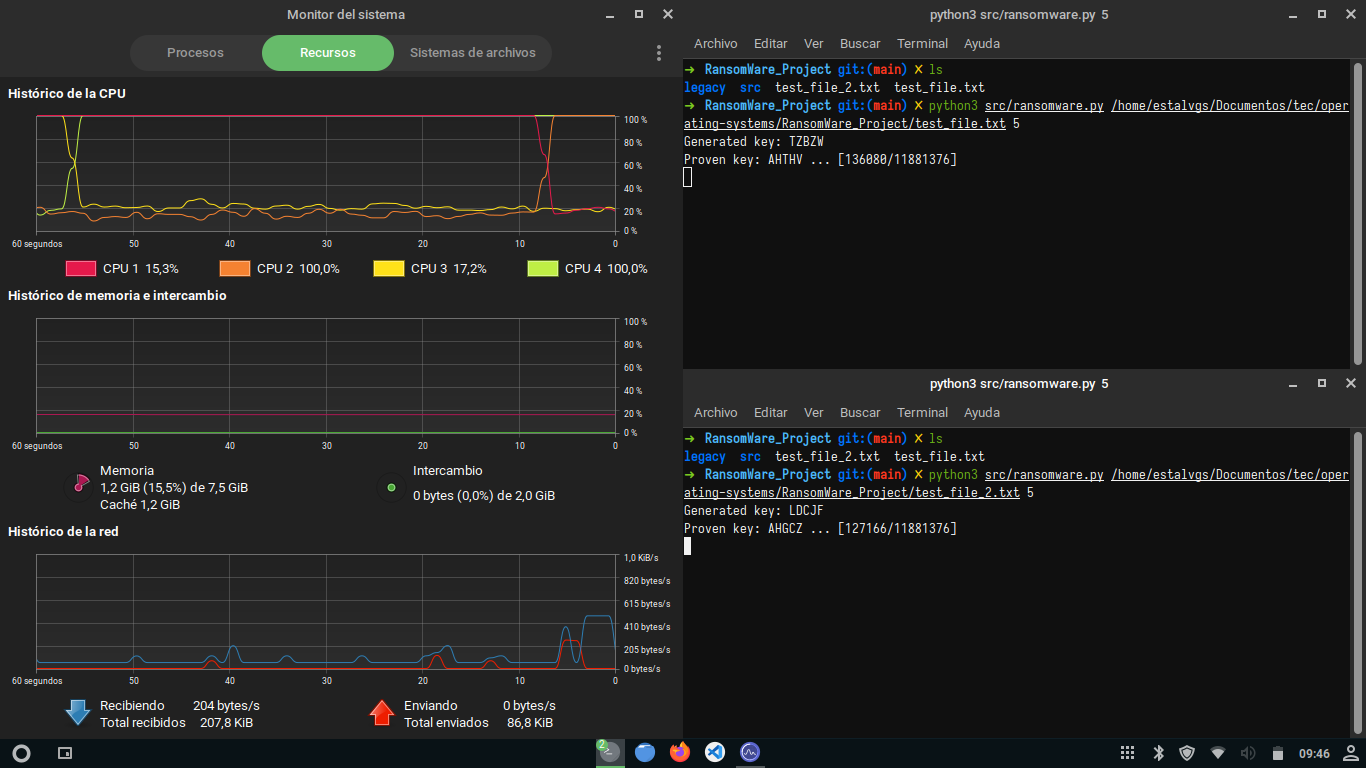 Monitor del sistema
Procesos
Recursos
Sistemas de archivos
Histórico de la CPU
100 %
80 %
60 %
40 %
20 %
0 %
60 segundos 50 40 30 20 10 0
CPU 1 15,3%
CPU 2 100,0%
CPU 3 17,2%
CPU 4 100,0%
Histórico de memoria e intercambio
100 %
80 %
60 %
40 %
20 %
0 %
60 segundos 50 40 30 20 10 0
Memoria
1,2 GiB (15,5%) de 7,5 GiB
Caché 1,2 GiB
Intercambio
0 bytes (0,0%) de 2,0 GiB
Histórico de la red
1,0 KiB/s
820 bytes/s
615 bytes/s
410 bytes/s
205 bytes/s
0 bytes/s
60 segundos 50 40 30 20 10 0
Recibiendo 204 bytes/s
Total recibidos 207,8 KiB
Enviando 0 bytes/s
Total enviados 86,8 KiB
python3 src/ransomware.py 5
Archivo Editar Ver Buscar Terminal Ayuda
➜ RansomWare_Project git:(main) ✗ ls
legacy src test_file_2.txt test_file.txt
➜ RansomWare_Project git:(main) ✗ python3 src/ransomware.py /home/estalvgs/Documentos/tec/oper
ating-systems/RansomWare_Project/test_file.txt 5
Generated key: TZBZW
Proven key: AHTHV ... [136080/11881376]
python3 src/ransomware.py 5
Archivo Editar Ver Buscar Terminal Ayuda
➜ RansomWare_Project git:(main) ✗ ls
legacy src test_file_2.txt test_file.txt
➜ RansomWare_Project git:(main) ✗ python3 src/ransomware.py /home/estalvgs/Documentos/tec/oper
ating-systems/RansomWare_Project/test_file_2.txt 5
Generated key: LDCJF
Proven key: AHGCZ ... [127166/11881376]
2
09:46